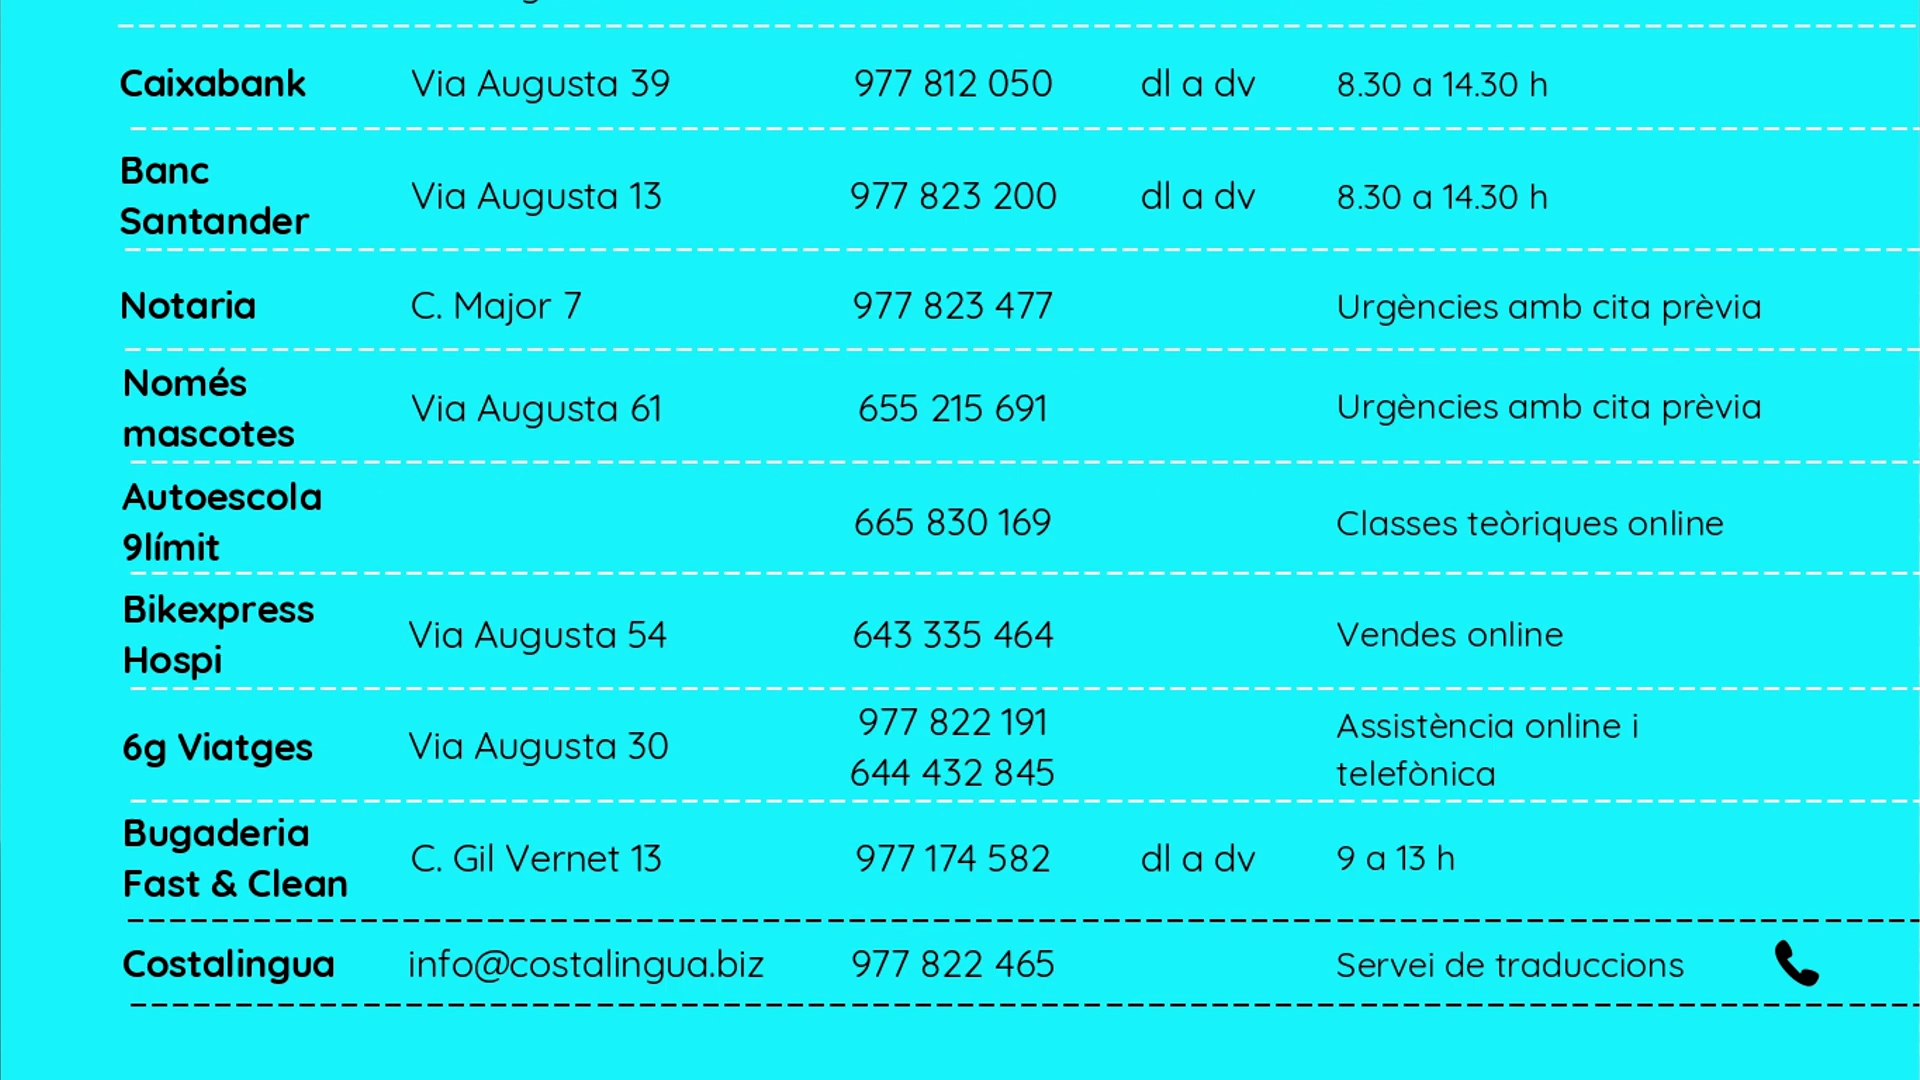 Caixabank Via Augusta 39 977 812 050 dl a dv 8.30 a 14.30 h
Banc
Santander
Via Augusta 13 977 823 200 dl a dv 8.30 a 14.30 h
Notaria C. Major 7 977 823 477 Urgències amb cita prèvia
Només
mascotes
Via Augusta 61 655 215 691 Urgències amb cita prèvia
Autoescola
9límit
665 830 169 Classes teòriques online
Bikexpress
Hospi
Via Augusta 54 643 335 464 Vendes online
6g Viatges Via Augusta 30
977 822 191
644 432 845
Assistència online i
telefònica
Bugaderia
Fast & Clean
C. Gil Vernet 13 977 174 582 dl a dv 9 a 13 h
Costalingua info@costalingua.biz 977 822 465 Servei de traduccions